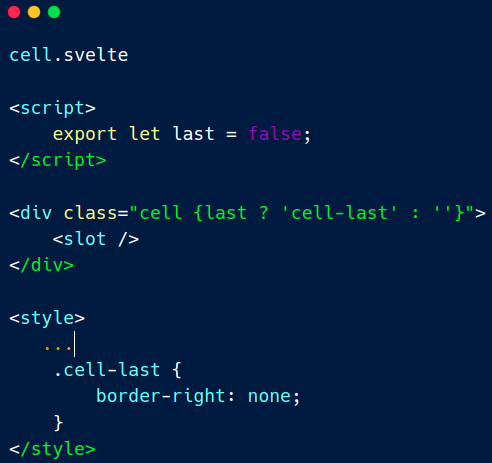 cell.svelte
<script>
    export let last = false;
</script>
<div class="cell {last ? 'cell-last' : ''}">
    <slot />
</div>
<style>
   ...
    .cell-last {
        border-right: none;
    }
</style>